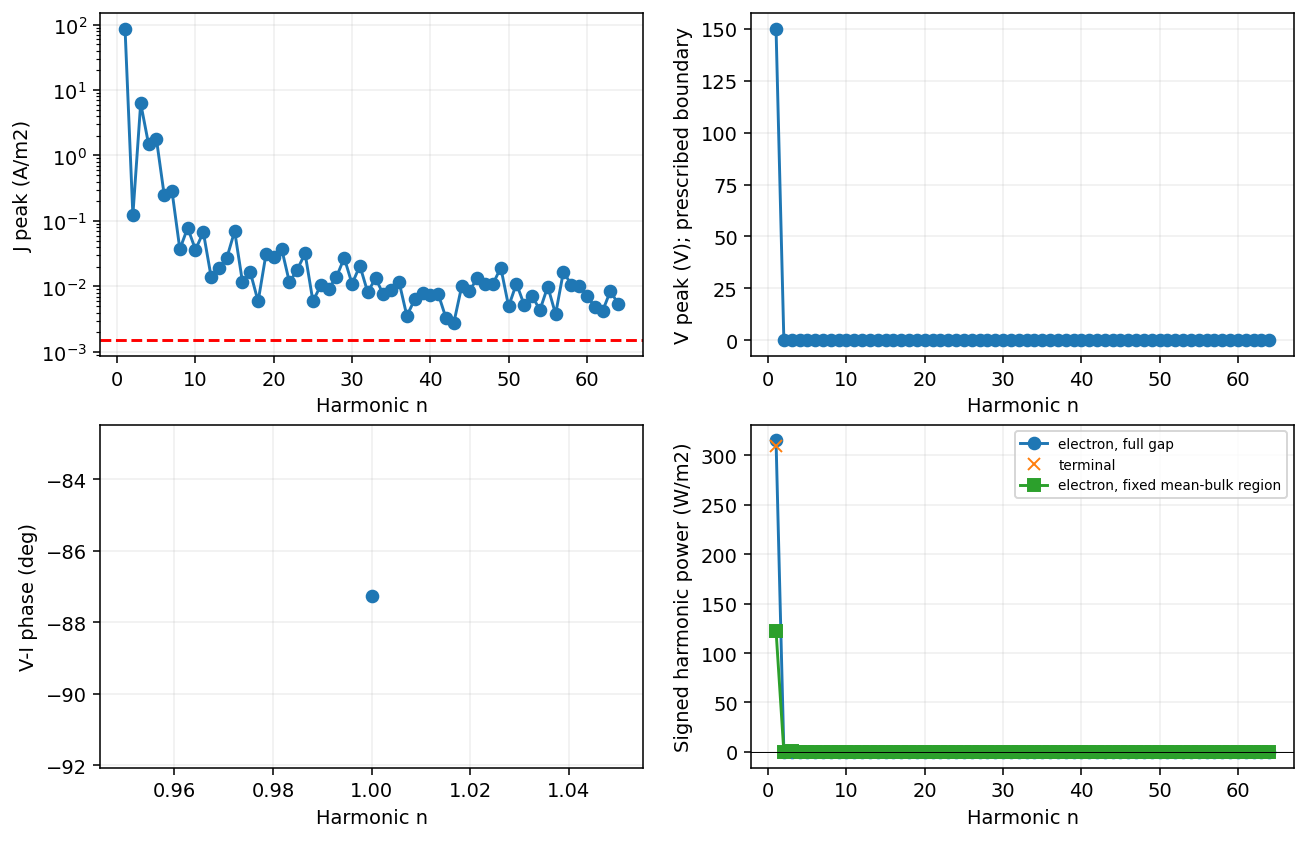 J peak (A/m2)
10²
10¹
10⁰
10⁻¹
10⁻²
10⁻³
0 10 20 30 40 50 60
Harmonic n
V peak (V); prescribed boundary
150
125
100
75
50
25
0
0 10 20 30 40 50 60
Harmonic n
V-I phase (deg)
−84
−86
−88
−90
−92
0.96 0.98 1.00 1.02 1.04
Harmonic n
Signed harmonic power (W/m2)
300
250
200
150
100
50
0
0 10 20 30 40 50 60
Harmonic n
electron, full gap
terminal
electron, fixed mean-bulk region